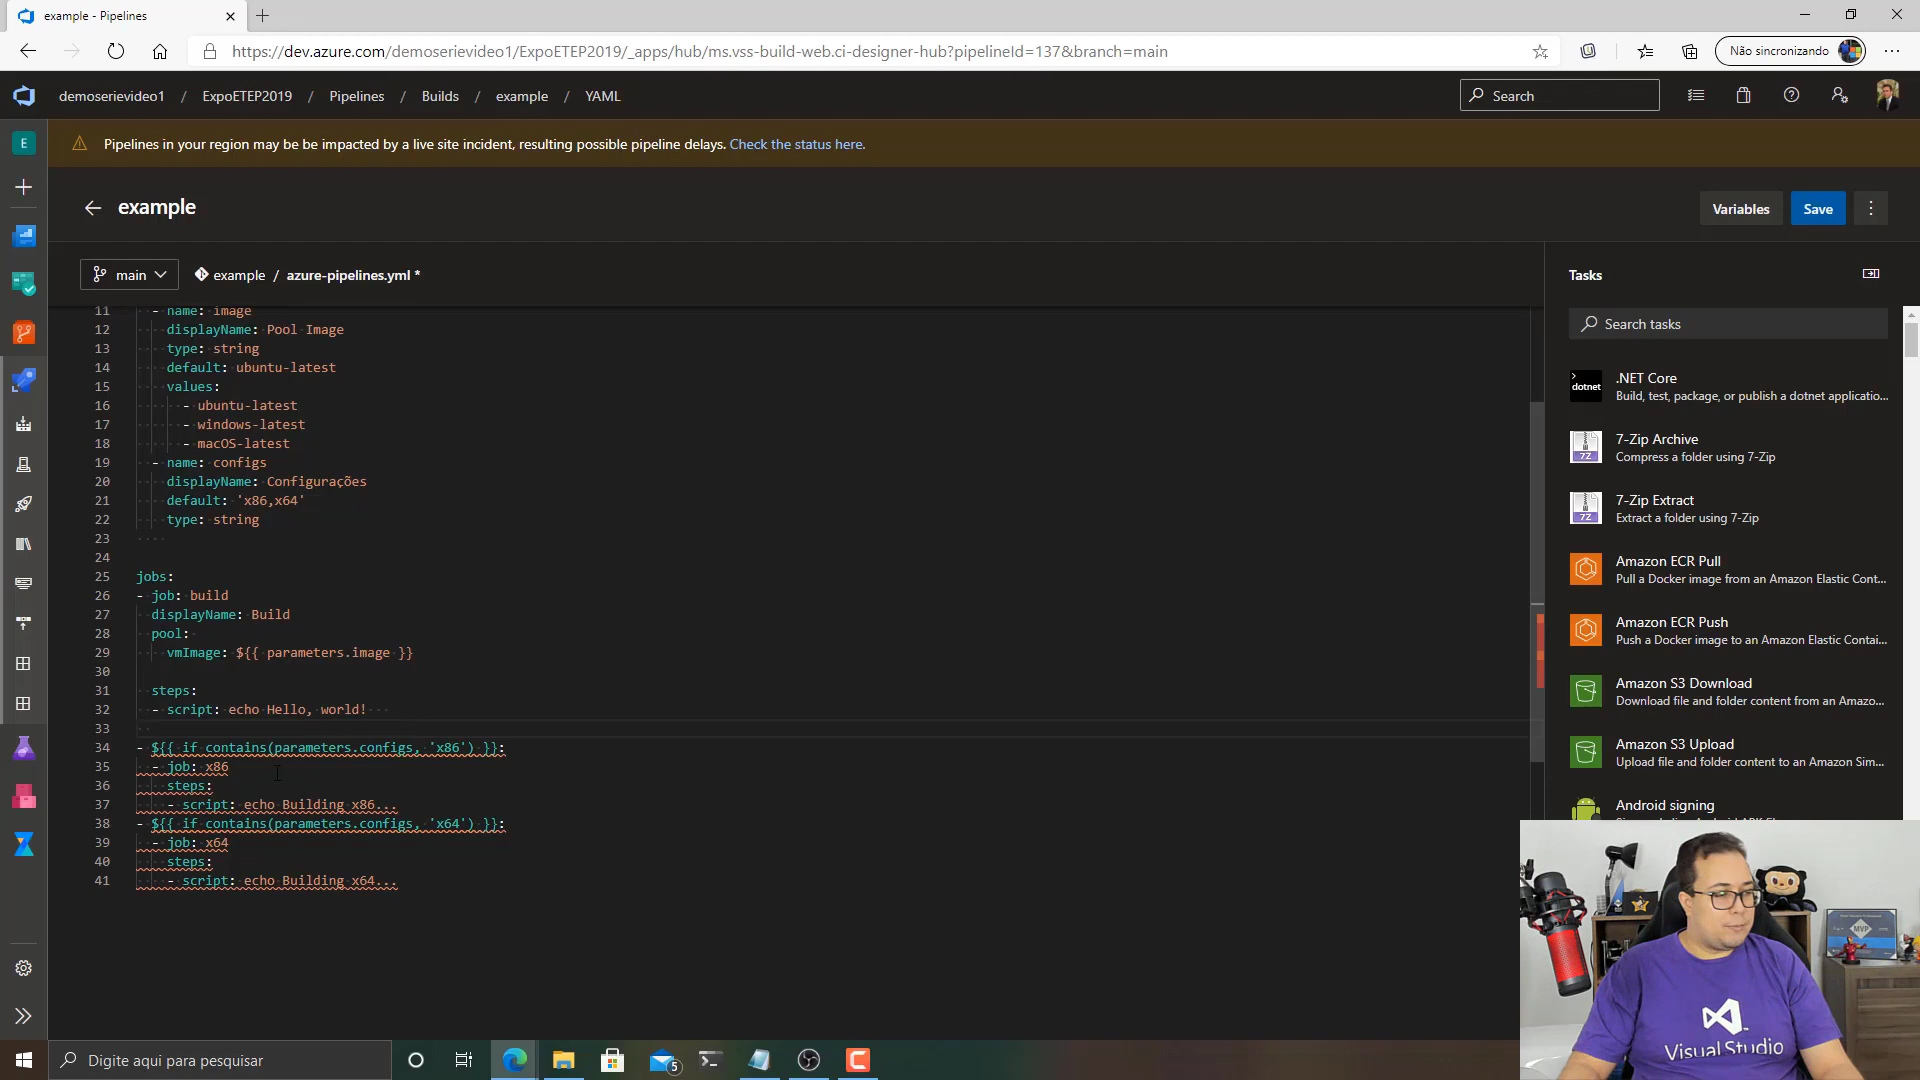 example - Pipelines
https://dev.azure.com/demoserievideo1/ExpoETEP2019/_apps/hub/ms.vss-build-web.ci-designer-hub?pipelineId=137&branch=main
Não sincronizando
demoserievideo1 / ExpoETEP2019 / Pipelines / Builds / example / YAML
Search
E
Pipelines in your region may be be impacted by a live site incident, resulting possible pipeline delays. Check the status here.
example
Variables
Save
main
example / azure-pipelines.yml *
Tasks
Search tasks
11 - name: image
12 displayName: Pool Image
13 type: string
14 default: ubuntu-latest
15 values:
16 - ubuntu-latest
17 - windows-latest
18 - macOS-latest
19 - name: configs
20 displayName: Configurações
21 default: 'x86,x64'
22 type: string
23
24
25 jobs:
26 - job: build
27 displayName: Build
28 pool:
29 vmImage: ${{ parameters.image }}
30
31 steps:
32 - script: echo Hello, world!
33
34 - ${{ if contains(parameters.configs, 'x86') }}:
35 - job: x86
36 steps:
37 - script: echo Building x86...
38 - ${{ if contains(parameters.configs, 'x64') }}:
39 - job: x64
40 steps:
41 - script: echo Building x64...
dotnet
.NET Core
Build, test, package, or publish a dotnet applicatio...
7Z
7-Zip Archive
Compress a folder using 7-Zip
7Z
7-Zip Extract
Extract a folder using 7-Zip
Amazon ECR Pull
Pull a Docker image from an Amazon Elastic Cont...
Amazon ECR Push
Push a Docker image to an Amazon Elastic Contai...
Amazon S3 Download
Download file and folder content from an Amazo...
Amazon S3 Upload
Upload file and folder content to an Amazon Sim...
Android signing
MVP
Visual Studio
Digite aqui para pesquisar
5